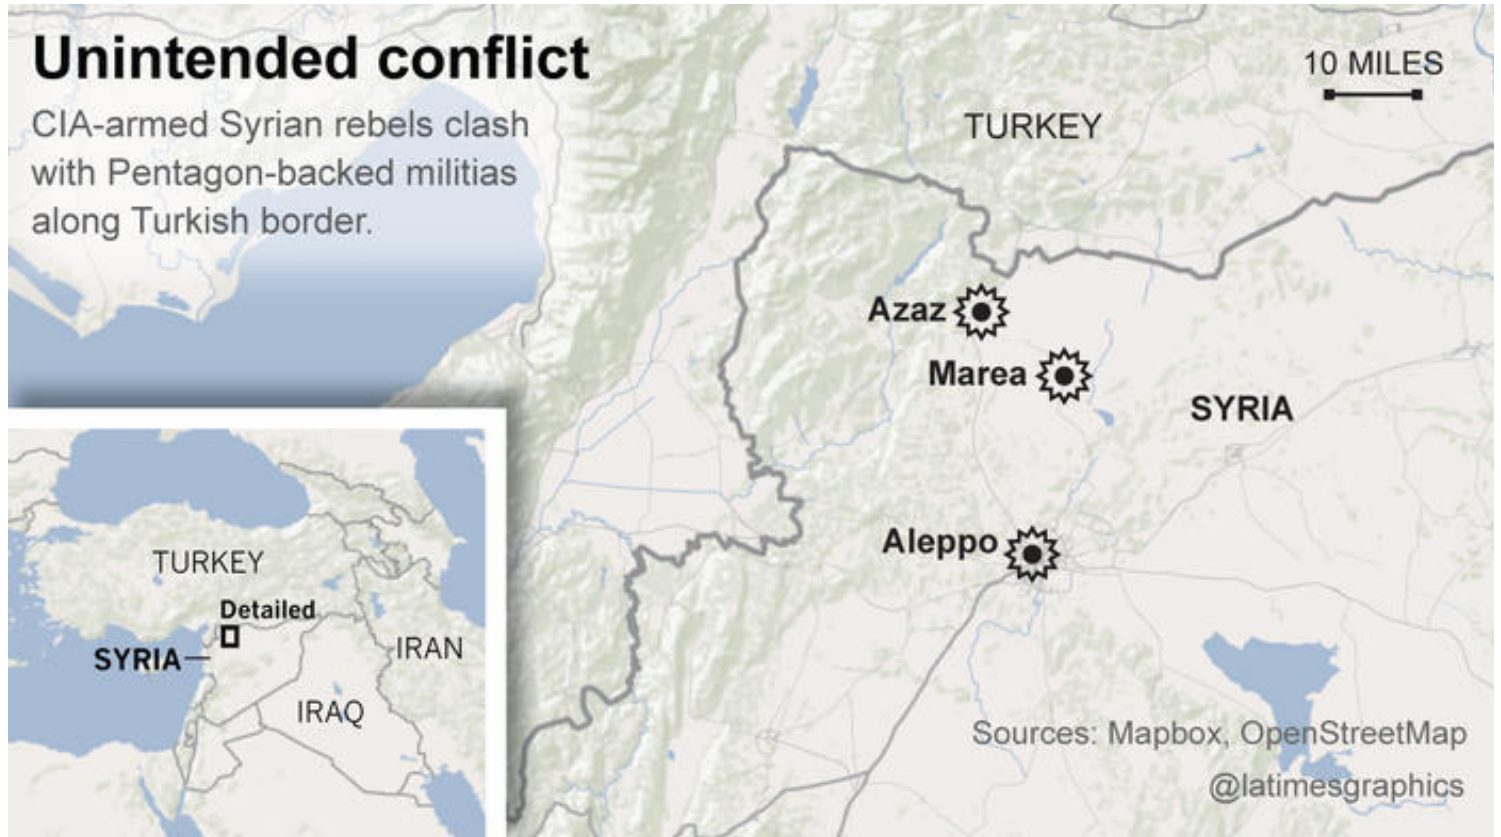 Unintended conflict
CIA-armed Syrian rebels clash
with Pentagon-backed militias
along Turkish border.
10 MILES
TURKEY
Azaz
Marea
SYRIA
Aleppo
TURKEY
Detailed
SYRIA
IRAN
IRAQ
Sources: Mapbox, OpenStreetMap
@latimesgraphics